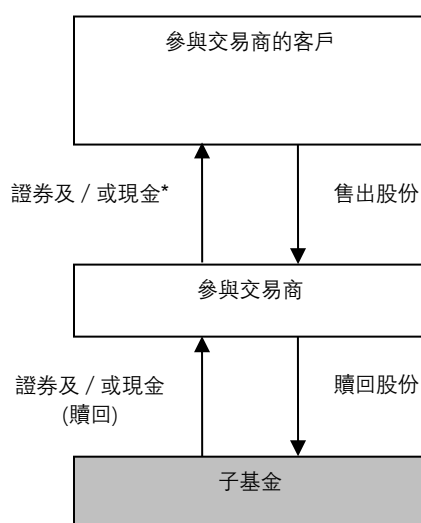 參與交易商的客戶
證券及 / 或現金*
售出股份
參與交易商
證券及 / 或現金
(贖回)
贖回股份
子基金